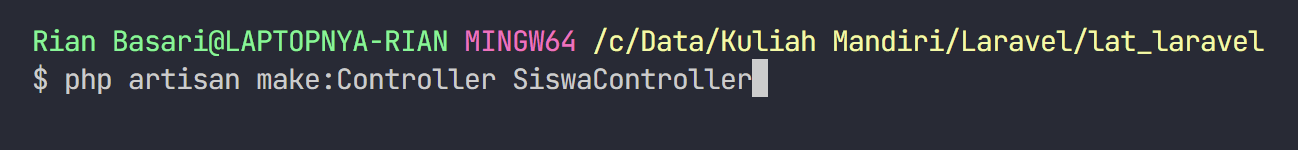 Rian Basari@LAPTOPNYA-RIAN MINGW64 /c/Data/Kuliah Mandiri/Laravel/lat_laravel
$ php artisan make:Controller SiswaController